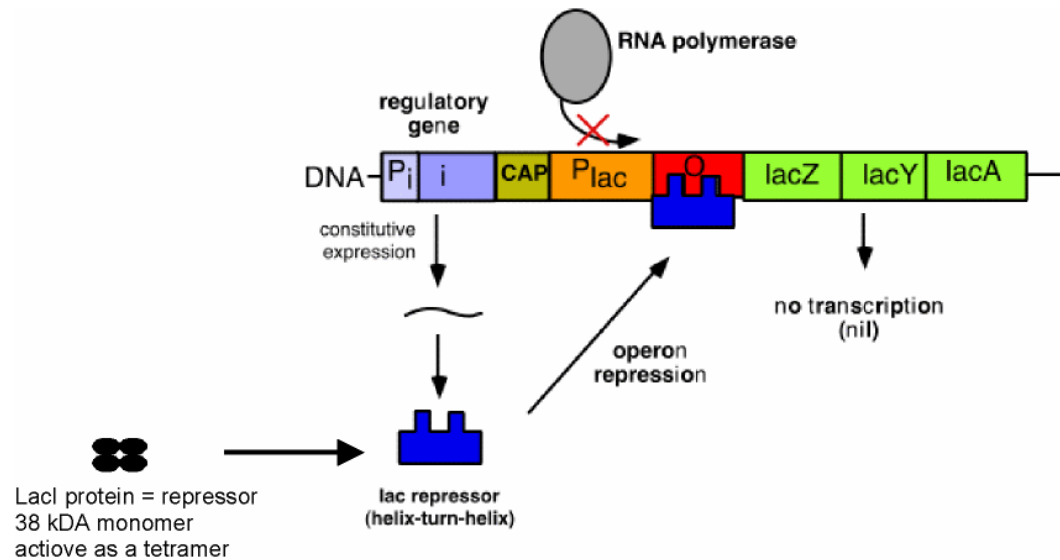 RNA polymerase
regulatory
gene
DNA
Pi
i
CAP
Plac
O
lacZ
lacY
lacA
constitutive
expression
no transcription
(nil)
operon
repression
lac repressor
(helix-turn-helix)
LacI protein = repressor
38 kDA monomer
actiove as a tetramer